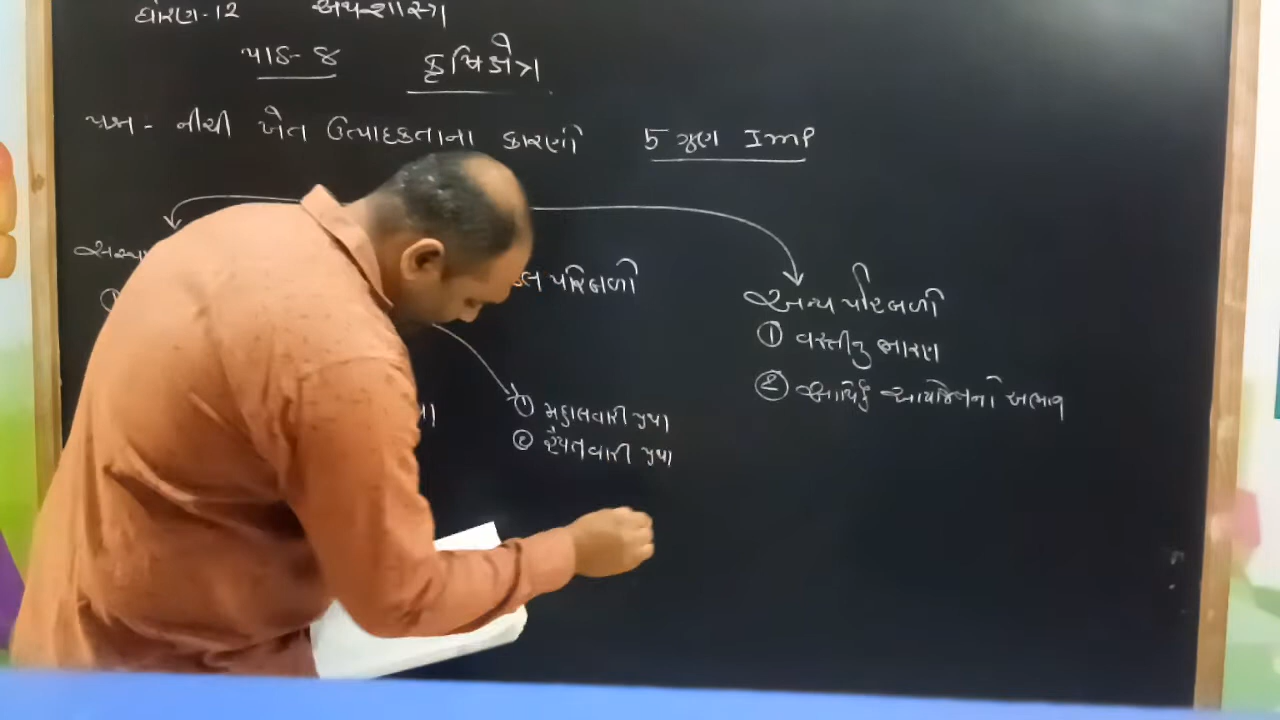 ધોરણ-12 અર્થશાસ્ત્ર
પાઠ-૪ કૃષિક્ષેત્ર
પ્રશ્ન - નીચી ખેત ઉત્પાદકતાના કારણો 5 ગુણ IMP
પરિબળો
અન્ય પરિબળો
① વસ્તીનુ ભારણ
② આર્થિક આયોજનનો અભાવ
① મહાલવારી પ્રથા
② રૈયતવારી પ્રથા